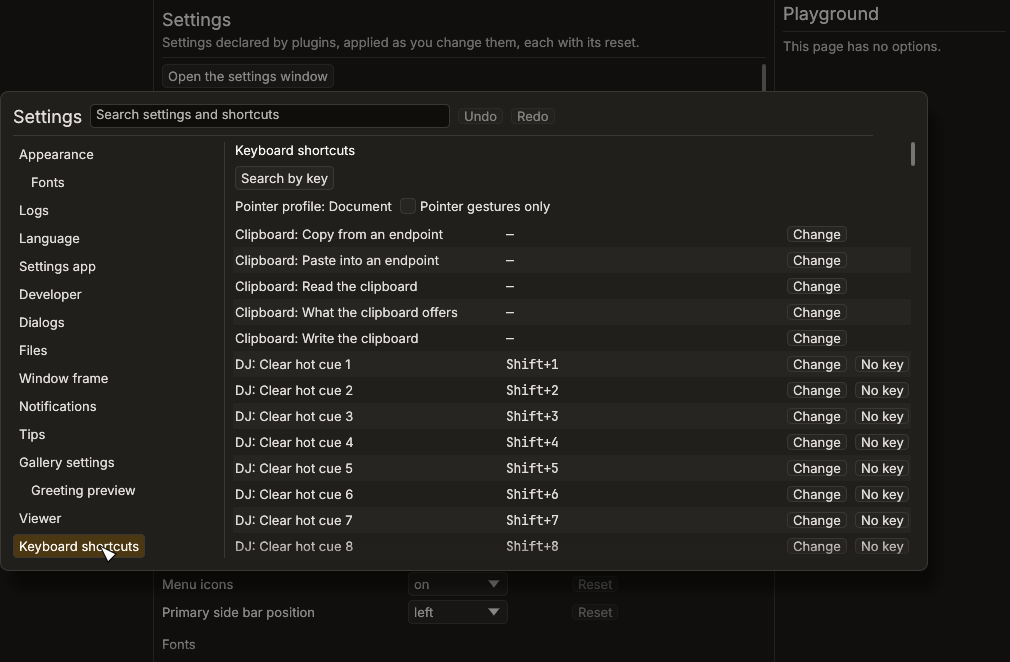 Settings
Settings declared by plugins, applied as you change them, each with its reset.
Open the settings window
Playground
This page has no options.
Settings
Search settings and shortcuts
Undo
Redo
Appearance
Fonts
Logs
Language
Settings app
Developer
Dialogs
Files
Window frame
Notifications
Tips
Gallery settings
Greeting preview
Viewer
Keyboard shortcuts
Keyboard shortcuts
Search by key
Pointer profile: Document Pointer gestures only
Clipboard: Copy from an endpoint – Change
Clipboard: Paste into an endpoint – Change
Clipboard: Read the clipboard – Change
Clipboard: What the clipboard offers – Change
Clipboard: Write the clipboard – Change
DJ: Clear hot cue 1 Shift+1 Change No key
DJ: Clear hot cue 2 Shift+2 Change No key
DJ: Clear hot cue 3 Shift+3 Change No key
DJ: Clear hot cue 4 Shift+4 Change No key
DJ: Clear hot cue 5 Shift+5 Change No key
DJ: Clear hot cue 6 Shift+6 Change No key
DJ: Clear hot cue 7 Shift+7 Change No key
DJ: Clear hot cue 8 Shift+8 Change No key
Menu icons on Reset
Primary side bar position left Reset
Fonts